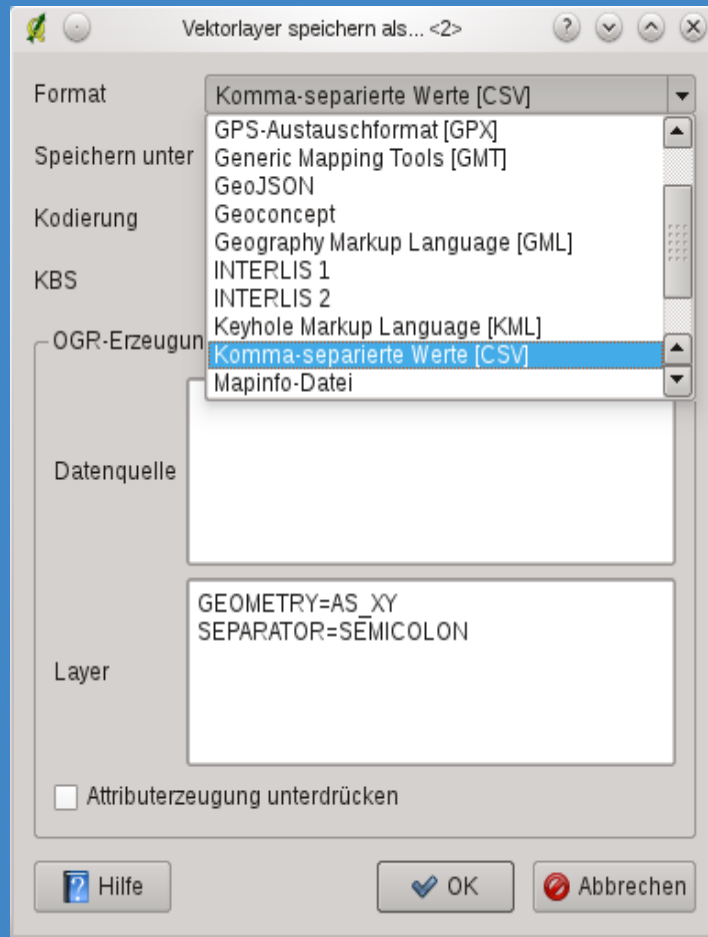 Vektorlayer speichern als... <2>
Format
Komma-separierte Werte [CSV]
GPS-Austauschformat [GPX]
Speichern unter
Generic Mapping Tools [GMT]
GeoJSON
Kodierung
Geoconcept
Geography Markup Language [GML]
KBS
INTERLIS 1
INTERLIS 2
Keyhole Markup Language [KML]
OGR-Erzeugun
Komma-separierte Werte [CSV]
Mapinfo-Datei
Datenquelle
GEOMETRY=AS_XY
SEPARATOR=SEMICOLON
Layer
Attributerzeugung unterdrücken
Hilfe
OK
Abbrechen